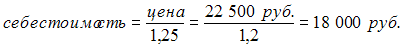 себестоимость = цена / 1,25 = 22 500 руб. / 1,2 = 18 000 руб.